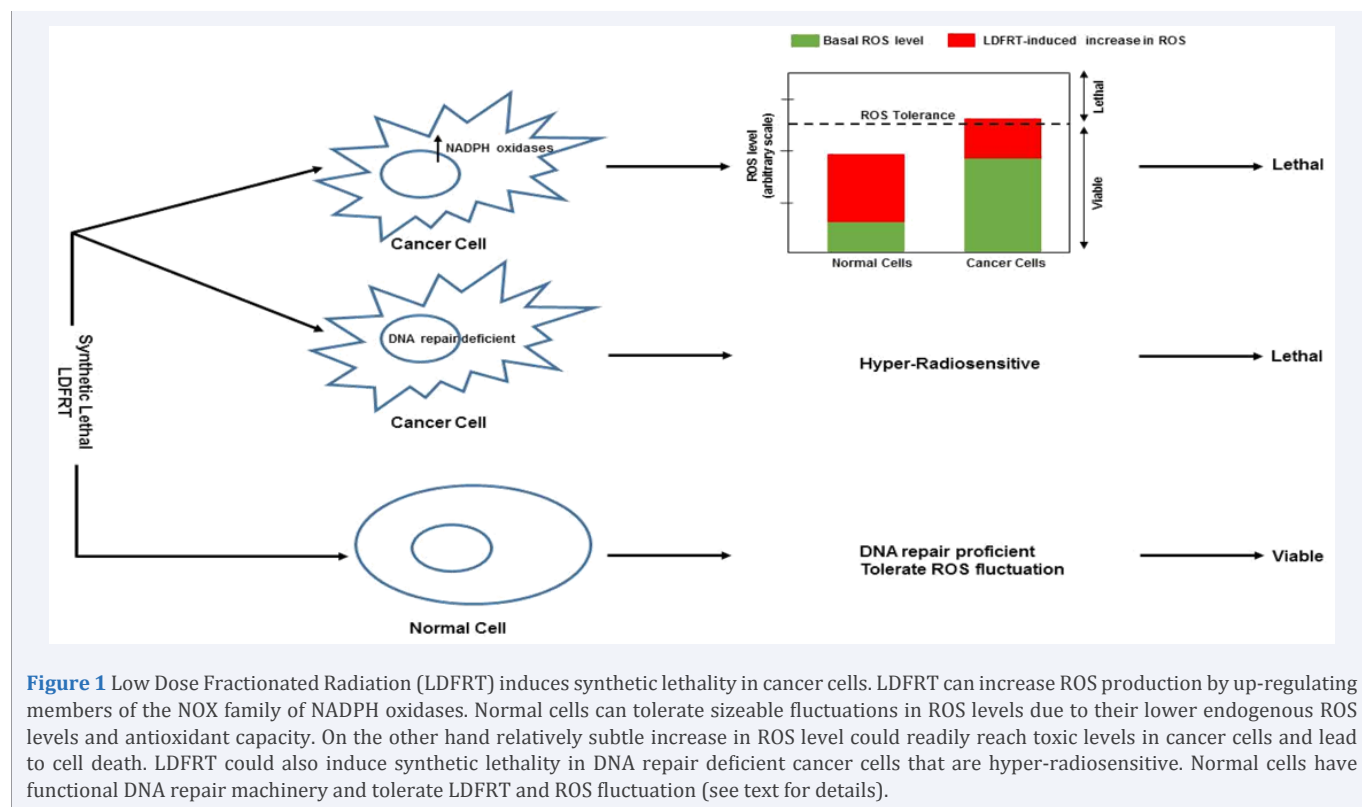 Basal ROS level
LDFRT-induced increase in ROS
ROS level
(arbitrary scale)
ROS Tolerance
Lethal
Viable
Normal Cells
Cancer Cells
NADPH oxidases
Cancer Cell
Lethal
DNA repair deficient
Cancer Cell
Hyper-Radiosensitive
Lethal
Synthetic Lethal
LDFRT
Normal Cell
DNA repair proficient
Tolerate ROS fluctuation
Viable
Figure 1 Low Dose Fractionated Radiation (LDFRT) induces synthetic lethality in cancer cells. LDFRT can increase ROS production by up-regulating
members of the NOX family of NADPH oxidases. Normal cells can tolerate sizeable fluctuations in ROS levels due to their lower endogenous ROS
levels and antioxidant capacity. On the other hand relatively subtle increase in ROS level could readily reach toxic levels in cancer cells and lead
to cell death. LDFRT could also induce synthetic lethality in DNA repair deficient cancer cells that are hyper-radiosensitive. Normal cells have
functional DNA repair machinery and tolerate LDFRT and ROS fluctuation (see text for details).